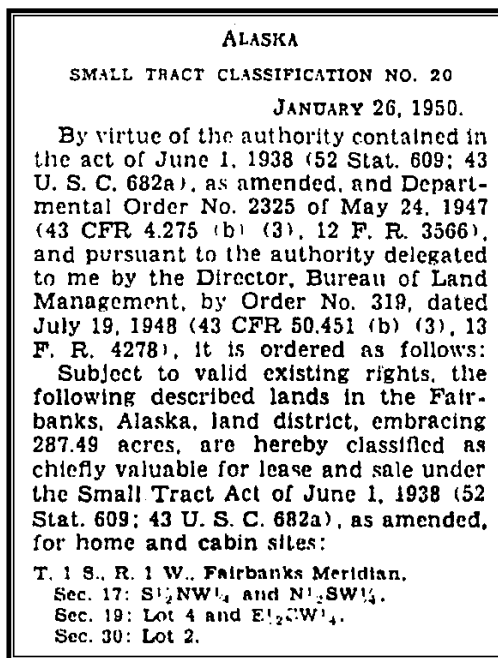 ALASKA
SMALL TRACT CLASSIFICATION NO. 20
JANUARY 26, 1950.
By virtue of the authority contained in
the act of June 1, 1938 (52 Stat. 609; 43
U. S. C. 682a), as amended, and Depart-
mental Order No. 2325 of May 24, 1947
(43 CFR 4.275 (b) (3), 12 F. R. 3566),
and pursuant to the authority delegated
to me by the Director, Bureau of Land
Management, by Order No. 319, dated
July 19, 1948 (43 CFR 50.451 (b) (3), 13
F. R. 4278), it is ordered as follows:
Subject to valid existing rights, the
following described lands in the Fair-
banks, Alaska, land district, embracing
287.49 acres, are hereby classified as
chiefly valuable for lease and sale under
the Small Tract Act of June 1, 1938 (52
Stat. 609; 43 U. S. C. 682a), as amended,
for home and cabin sites:
T. 1 S., R. 1 W., Fairbanks Meridian,
Sec. 17: S½NW¼ and N½SW¼.
Sec. 19: Lot 4 and E½SW¼.
Sec. 30: Lot 2.